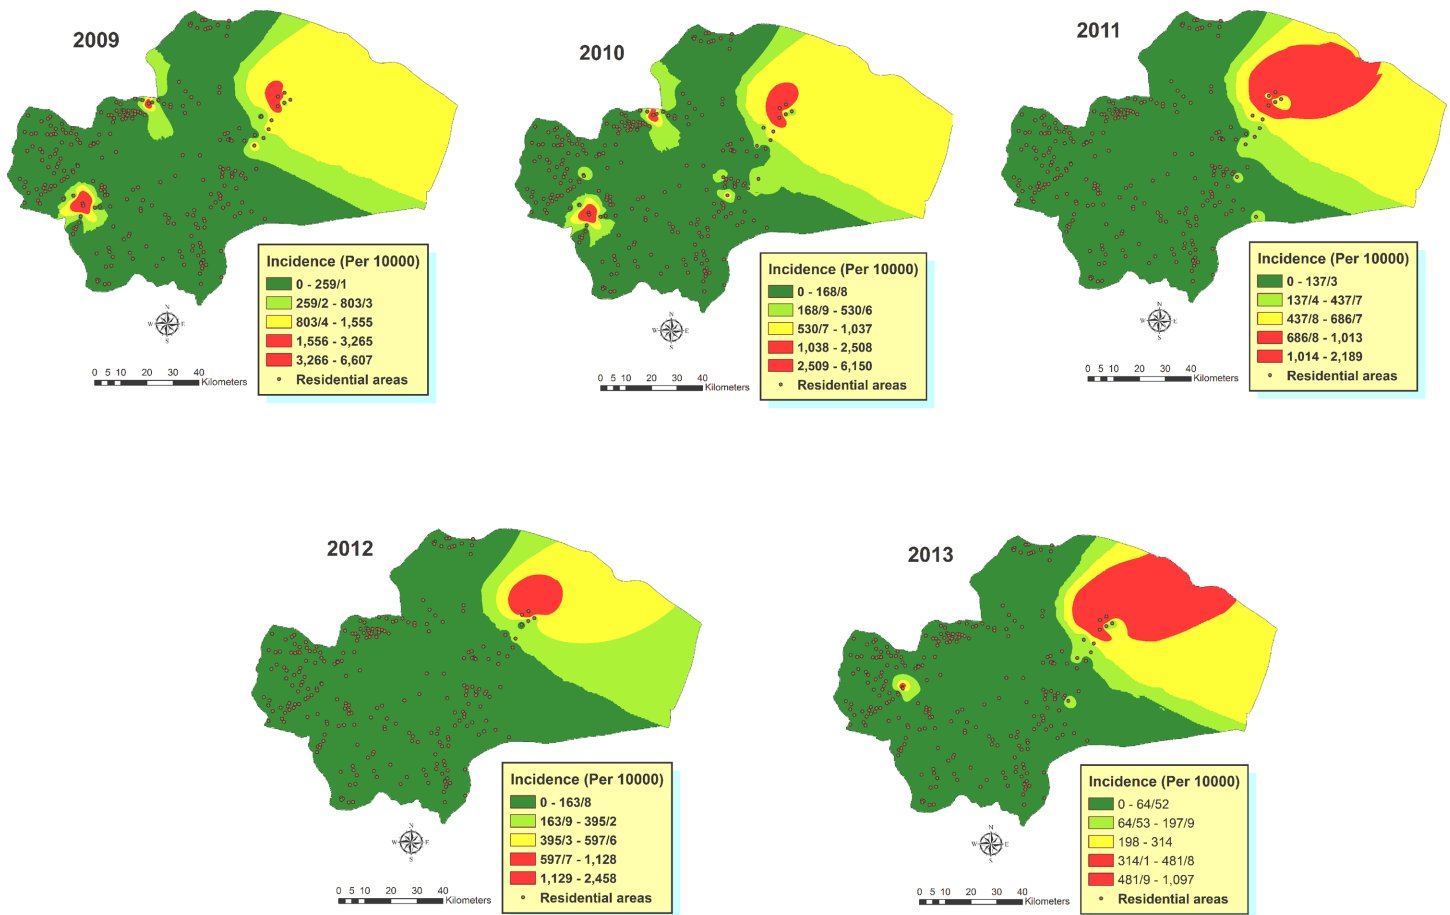 2009
Incidence (Per 10000)
0 - 259/1
259/2 - 803/3
803/4 - 1,555
1,556 - 3,265
3,266 - 6,607
Residential areas
N
W E
S
0 5 10 20 30 40
Kilometers
2010
Incidence (Per 10000)
0 - 168/8
168/9 - 530/6
530/7 - 1,037
1,038 - 2,508
2,509 - 6,150
Residential areas
N
W E
S
0 5 10 20 30 40
Kilometers
2011
Incidence (Per 10000)
0 - 137/3
137/4 - 437/7
437/8 - 686/7
686/8 - 1,013
1,014 - 2,189
Residential areas
N
W E
S
0 5 10 20 30 40
Kilometers
2012
Incidence (Per 10000)
0 - 163/8
163/9 - 395/2
395/3 - 597/6
597/7 - 1,128
1,129 - 2,458
Residential areas
N
W E
S
0 5 10 20 30 40
Kilometers
2013
Incidence (Per 10000)
0 - 64/52
64/53 - 197/9
198 - 314
314/1 - 481/8
481/9 - 1,097
Residential areas
N
W E
S
0 5 10 20 30 40
Kilometers